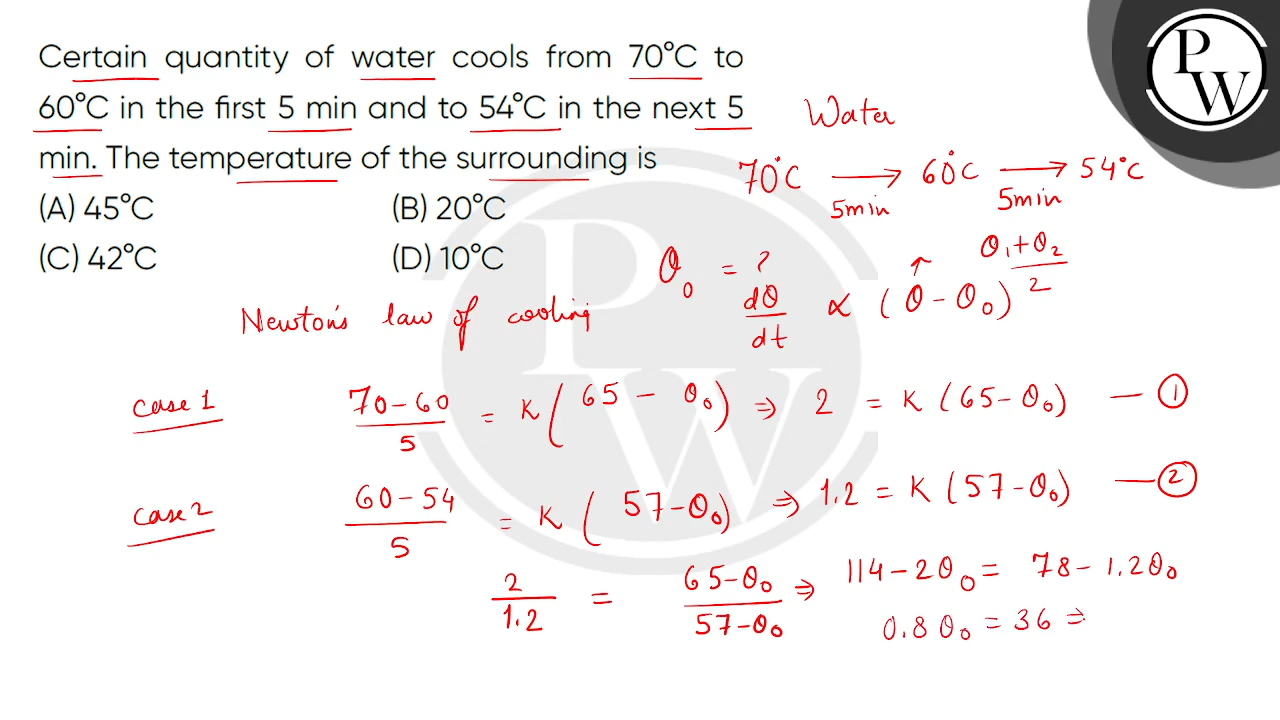 Certain quantity of water cools from 70°C to
60°C in the first 5 min and to 54°C in the next 5
min. The temperature of the surrounding is
(A) 45°C (B) 20°C
(C) 42°C (D) 10°C
P
W
Water
70°C → 60°C → 54°C
5min 5min
θ₀ = ?
θ₁+θ₂
2
↑
Newton's law of cooling
dθ/dt ∝ (θ - θ₀)
case 1 70-60/5 = K(65 - θ₀) ⇒ 2 = K(65-θ₀) — ①
case 2 60-54/5 = K(57-θ₀) ⇒ 1.2 = K(57-θ₀) — ②
2/1.2 = 65-θ₀/57-θ₀ ⇒ 114-2θ₀ = 78-1.2θ₀
0.8θ₀ = 36 ⇒